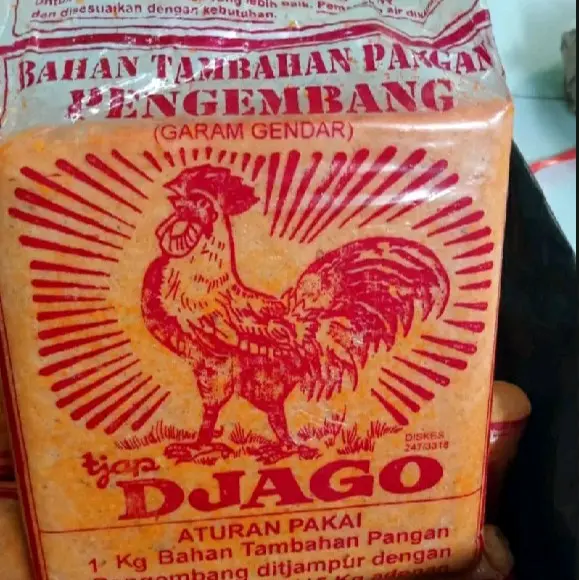 dan disesuaikan dengan kebutuhan.
BAHAN TAMBAHAN PANGAN
PENGEMBANG
(GARAM GENDAR)
DISKES
tjap
DJAGO
ATURAN PAKAI
1 Kg Bahan Tambahan Pangan
Pengembang ditjampur dengan